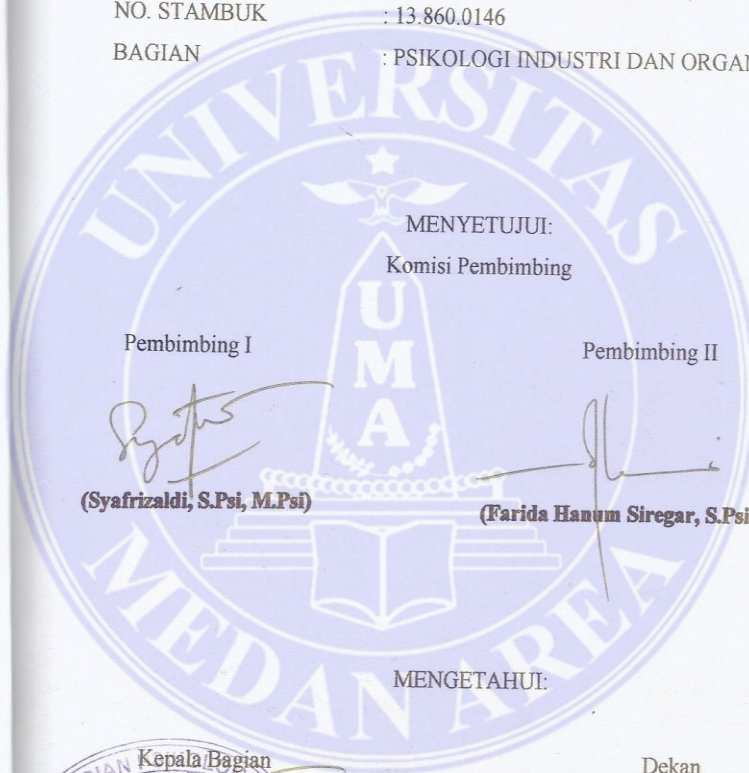 NO. STAMBUK : 13.860.0146
BAGIAN : PSIKOLOGI INDUSTRI DAN ORGAN
UNIVERSITAS
MENYETUJUI:
Komisi Pembimbing
Pembimbing I Pembimbing II
UMA
(Syafrizaldi, S.Psi, M.Psi) (Farida Hanum Siregar, S.Psi
MEDAN AREA
MENGETAHUI:
Kepala Bagian Dekan